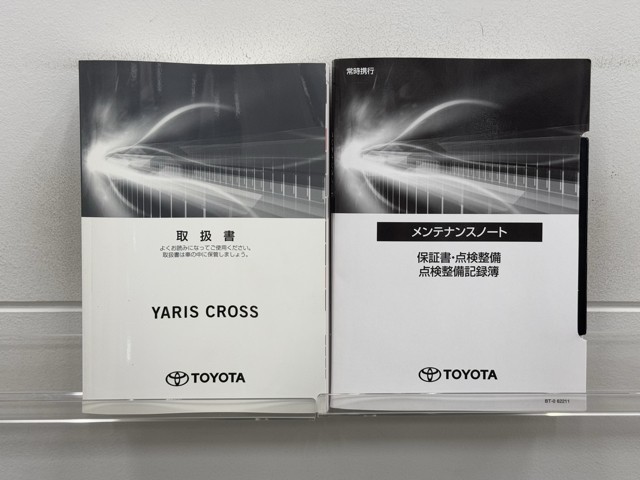 取扱書
よくお読みになってご使用ください。
取扱書は車の中に保管しましょう。
YARIS CROSS
TOYOTA
常時携行
メンテナンスノート
保証書・点検整備
点検整備記録簿
TOYOTA
BT-S 62211